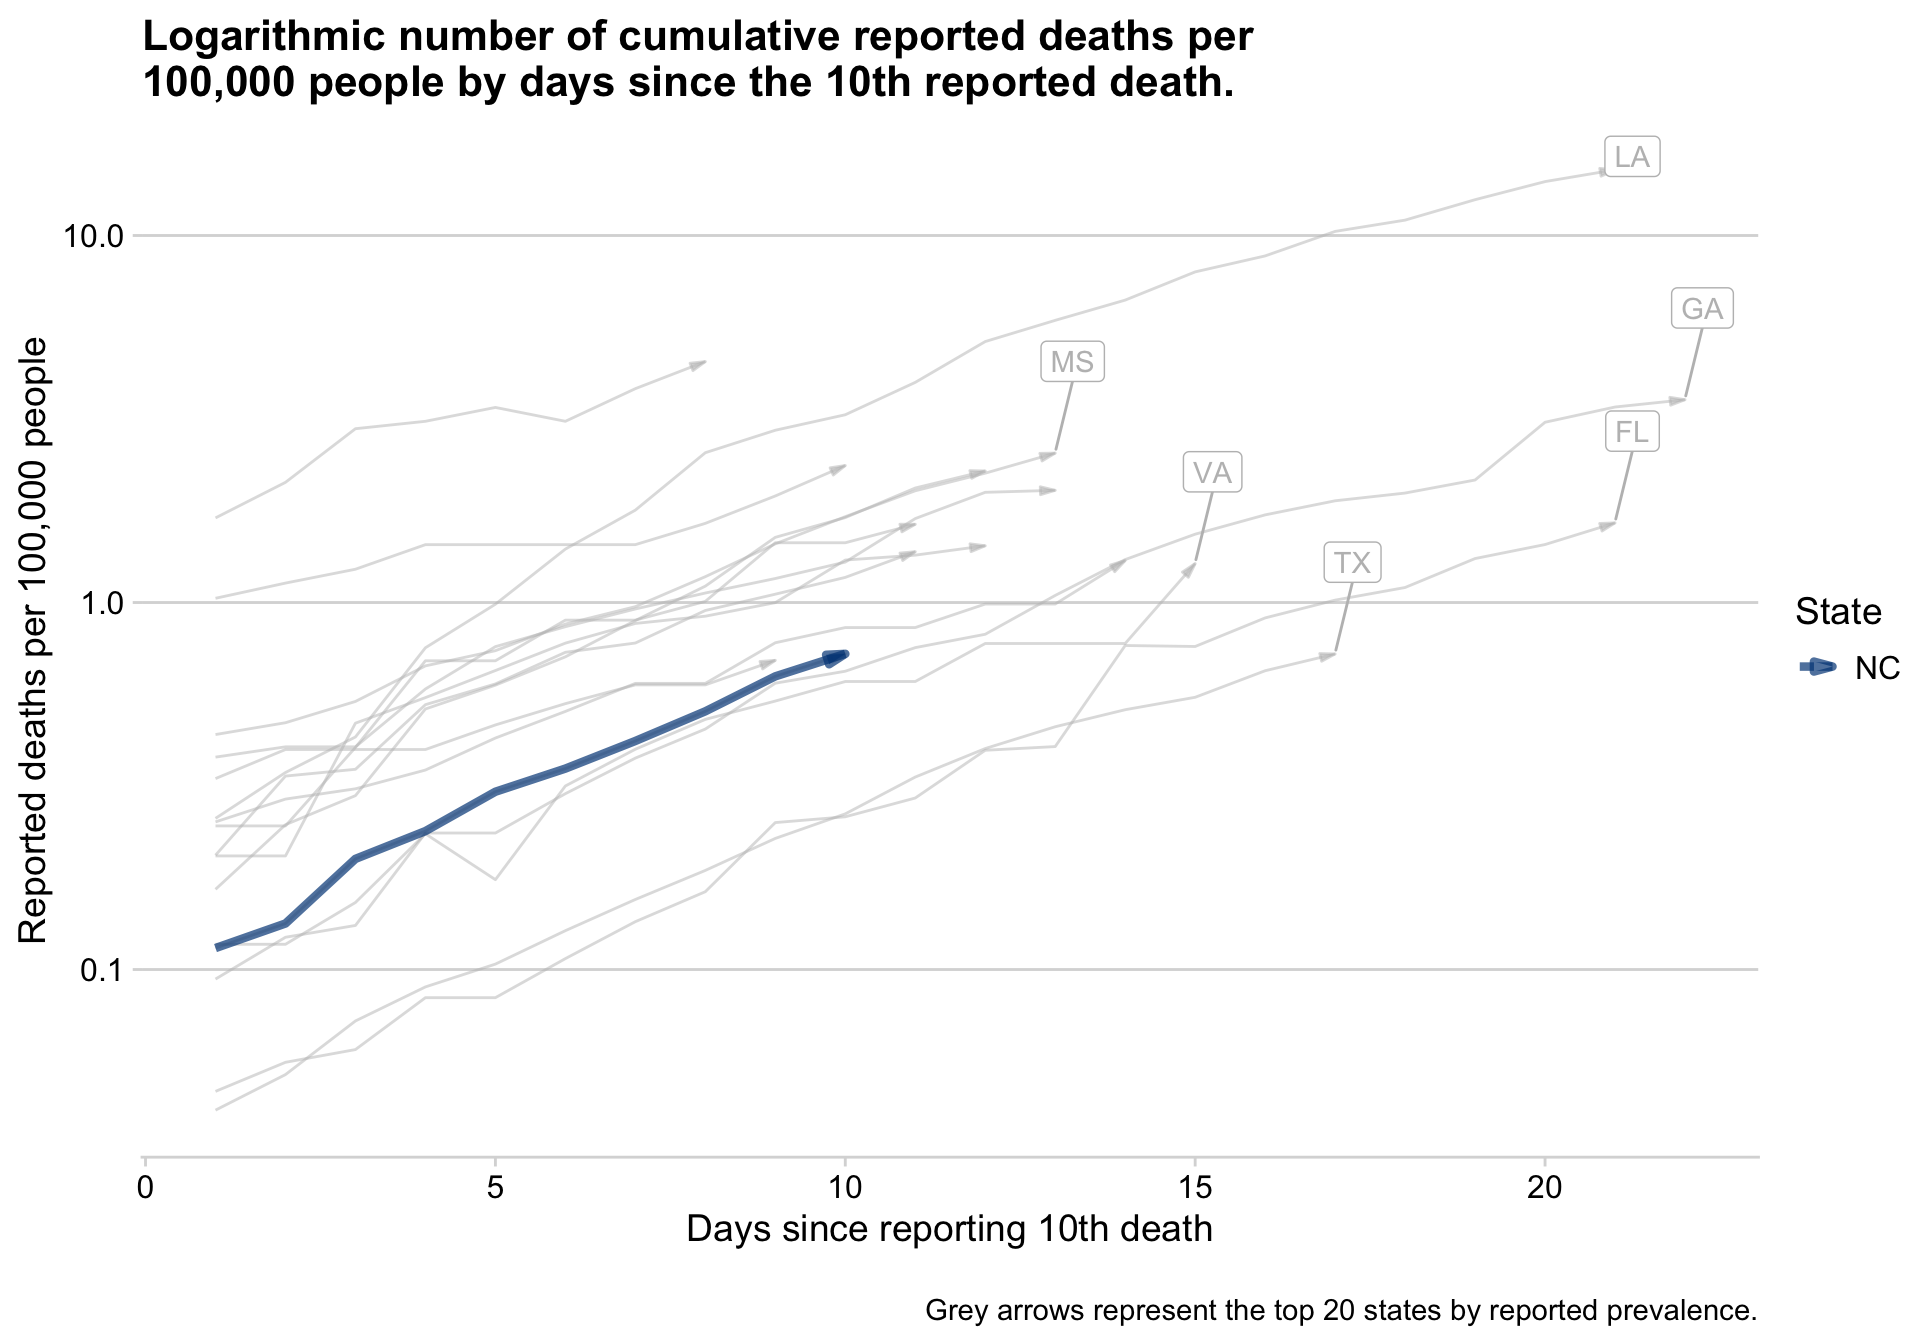 Logarithmic number of cumulative reported deaths per
100,000 people by days since the 10th reported death.
LA
10.0
GA
MS
FL
VA
TX
1.0
State
NC
0.1
Reported deaths per 100,000 people
0 5 10 15 20
Days since reporting 10th death
Grey arrows represent the top 20 states by reported prevalence.